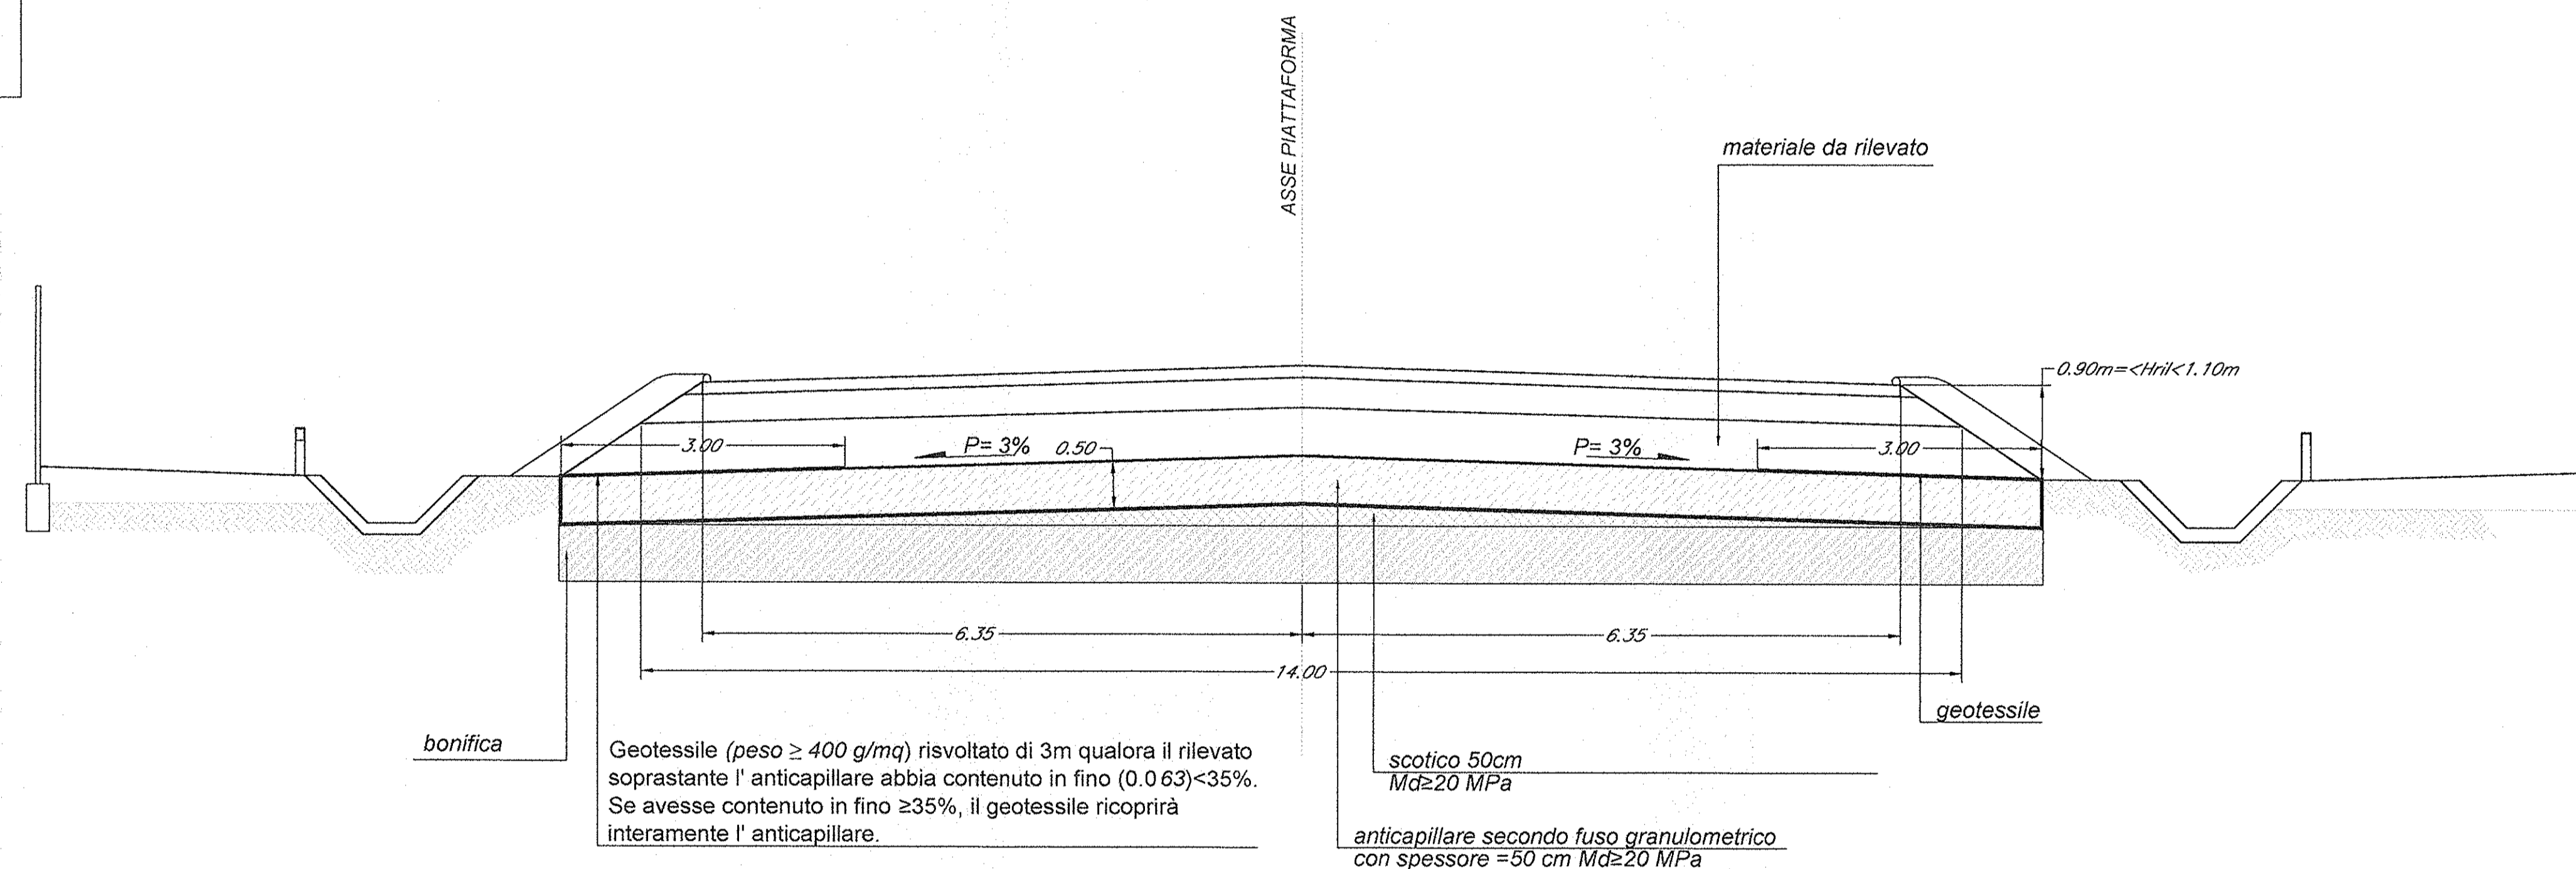 ASSE PIATTAFORMA
materiale da rilevato
0.90m=<Hril<1.10m
3.00
P= 3%
0.50
P= 3%
3.00
6.35
6.35
14.00
geotessile
bonifica
Geotessile (peso ≥ 400 g/mq) risvoltato di 3m qualora il rilevato
soprastante l' anticapillare abbia contenuto in fino (0.063)<35%.
Se avesse contenuto in fino ≥35%, il geotessile ricoprirà
interamente l' anticapillare.
scotico 50cm
Md≥20 MPa
anticapillare secondo fuso granulometrico
con spessore =50 cm Md≥20 MPa